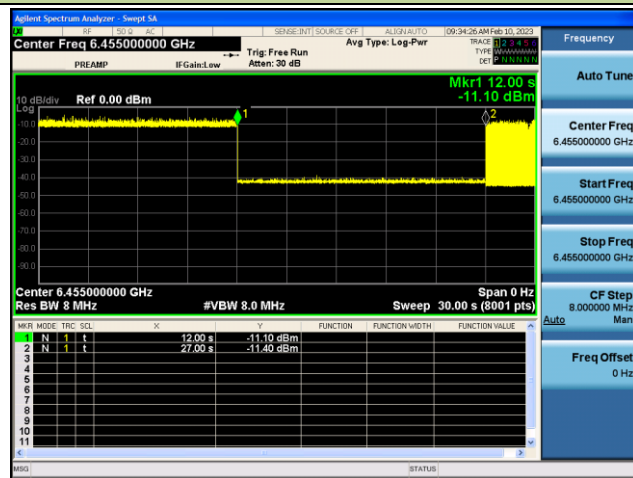 Agilent Spectrum Analyzer - Swept SA
RF 50 Ω AC SENSE:INT SOURCE OFF ALIGNAUTO 09:34:26 AM Feb 10, 2023
Center Freq 6.455000000 GHz
PREAMP IFGain:Low
Trig: Free Run
Atten: 30 dB
Avg Type: Log-Pwr
TRACE 1 2 3 4 5 6
TYPE
DET P N N N N N
Mkr1 12.00 s
-11.10 dBm
10 dB/div Ref 0.00 dBm
Log
1
2
-10.0
-20.0
-30.0
-40.0
-50.0
-60.0
-70.0
-80.0
-90.0
Center 6.455000000 GHz Span 0 Hz
Res BW 8 MHz #VBW 8.0 MHz Sweep 30.00 s (8001 pts)
MKR MODE TRC SCL X Y FUNCTION FUNCTION WIDTH FUNCTION VALUE
1 N 1 t 12.00 s -11.10 dBm
2 N 1 t 27.00 s -11.40 dBm
3
4
5
6
7
8
9
10
11
MSG STATUS
Frequency
Auto Tune
Center Freq
6.455000000 GHz
Start Freq
6.455000000 GHz
Stop Freq
6.455000000 GHz
CF Step
8.000000 MHz
Auto Man
Freq Offset
0 Hz